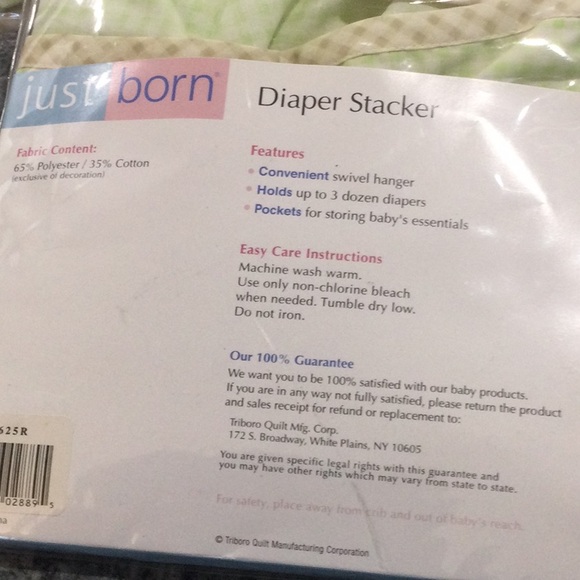 just born
Diaper Stacker
Fabric Content:
65% Polyester / 35% Cotton
(exclusive of decoration)
Features
• Convenient swivel hanger
• Holds up to 3 dozen diapers
• Pockets for storing baby's essentials
Easy Care Instructions
Machine wash warm.
Use only non-chlorine bleach
when needed. Tumble dry low.
Do not iron.
Our 100% Guarantee
We want you to be 100% satisfied with our baby products.
If you are in any way not fully satisfied, please return the product
and sales receipt for refund or replacement to:
Triboro Quilt Mfg. Corp.
172 S. Broadway, White Plains, NY 10605
You are given specific legal rights with this guarantee and
you may have other rights which may vary from state to state.
For safety, place away from crib and out of baby's reach.
© Triboro Quilt Manufacturing Corporation
625R
02889 5